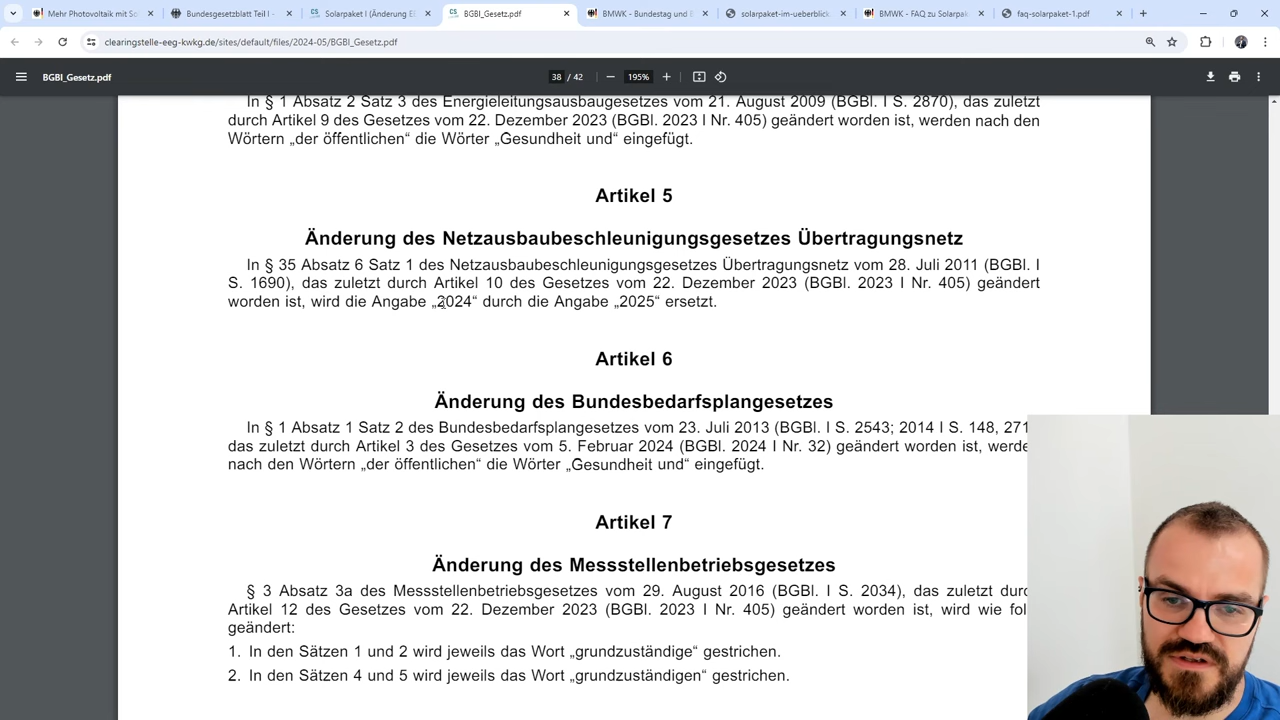 Mehr Photovoltaik mit So
Bundesgesetzblatt Teil I -
Solarpaket I (Änderung E
BGBl_Gesetz.pdf
BMWK - Bundestag und B
solarpaket-im-ueberblick
BMWK - FAQ zu Solarpak
faq-solarpaket-1.pdf
clearingstelle-eeg-kwkg.de/sites/default/files/2024-05/BGBl_Gesetz.pdf
BGBl_Gesetz.pdf
38 / 42
195%
In § 1 Absatz 2 Satz 3 des Energieleitungsausbaugesetzes vom 21. August 2009 (BGBl. I S. 2870), das zuletzt
durch Artikel 9 des Gesetzes vom 22. Dezember 2023 (BGBl. 2023 I Nr. 405) geändert worden ist, werden nach den
Wörtern „der öffentlichen“ die Wörter „Gesundheit und“ eingefügt.
Artikel 5
Änderung des Netzausbaubeschleunigungsgesetzes Übertragungsnetz
In § 35 Absatz 6 Satz 1 des Netzausbaubeschleunigungsgesetzes Übertragungsnetz vom 28. Juli 2011 (BGBl. I
S. 1690), das zuletzt durch Artikel 10 des Gesetzes vom 22. Dezember 2023 (BGBl. 2023 I Nr. 405) geändert
worden ist, wird die Angabe „2024“ durch die Angabe „2025“ ersetzt.
Artikel 6
Änderung des Bundesbedarfsplangesetzes
In § 1 Absatz 1 Satz 2 des Bundesbedarfsplangesetzes vom 23. Juli 2013 (BGBl. I S. 2543; 2014 I S. 148, 271
das zuletzt durch Artikel 3 des Gesetzes vom 5. Februar 2024 (BGBl. 2024 I Nr. 32) geändert worden ist, werde
nach den Wörtern „der öffentlichen“ die Wörter „Gesundheit und“ eingefügt.
Artikel 7
Änderung des Messstellenbetriebsgesetzes
§ 3 Absatz 3a des Messstellenbetriebsgesetzes vom 29. August 2016 (BGBl. I S. 2034), das zuletzt durc
Artikel 12 des Gesetzes vom 22. Dezember 2023 (BGBl. 2023 I Nr. 405) geändert worden ist, wird wie fol
geändert:
1. In den Sätzen 1 und 2 wird jeweils das Wort „grundzuständige“ gestrichen.
2. In den Sätzen 4 und 5 wird jeweils das Wort „grundzuständigen“ gestrichen.